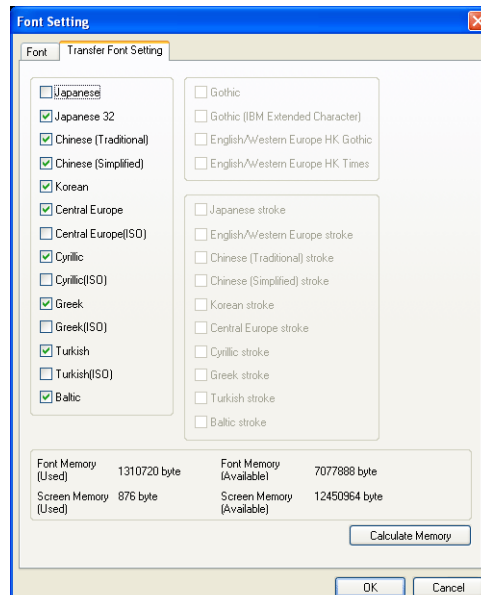 Font Setting
Font
Transfer Font Setting
Japanese
Japanese 32
Chinese (Traditional)
Chinese (Simplified)
Korean
Central Europe
Central Europe(ISO)
Cyrillic
Cyrillic(ISO)
Greek
Greek(ISO)
Turkish
Turkish(ISO)
Baltic
Gothic
Gothic (IBM Extended Character)
English/Western Europe HK Gothic
English/Western Europe HK Times
Japanese stroke
English/Western Europe stroke
Chinese (Traditional) stroke
Chinese (Simplified) stroke
Korean stroke
Central Europe stroke
Cyrillic stroke
Greek stroke
Turkish stroke
Baltic stroke
Font Memory
(Used)
1310720 byte
Font Memory
(Available)
7077888 byte
Screen Memory
(Used)
876 byte
Screen Memory
(Available)
12450964 byte
Calculate Memory
OK
Cancel